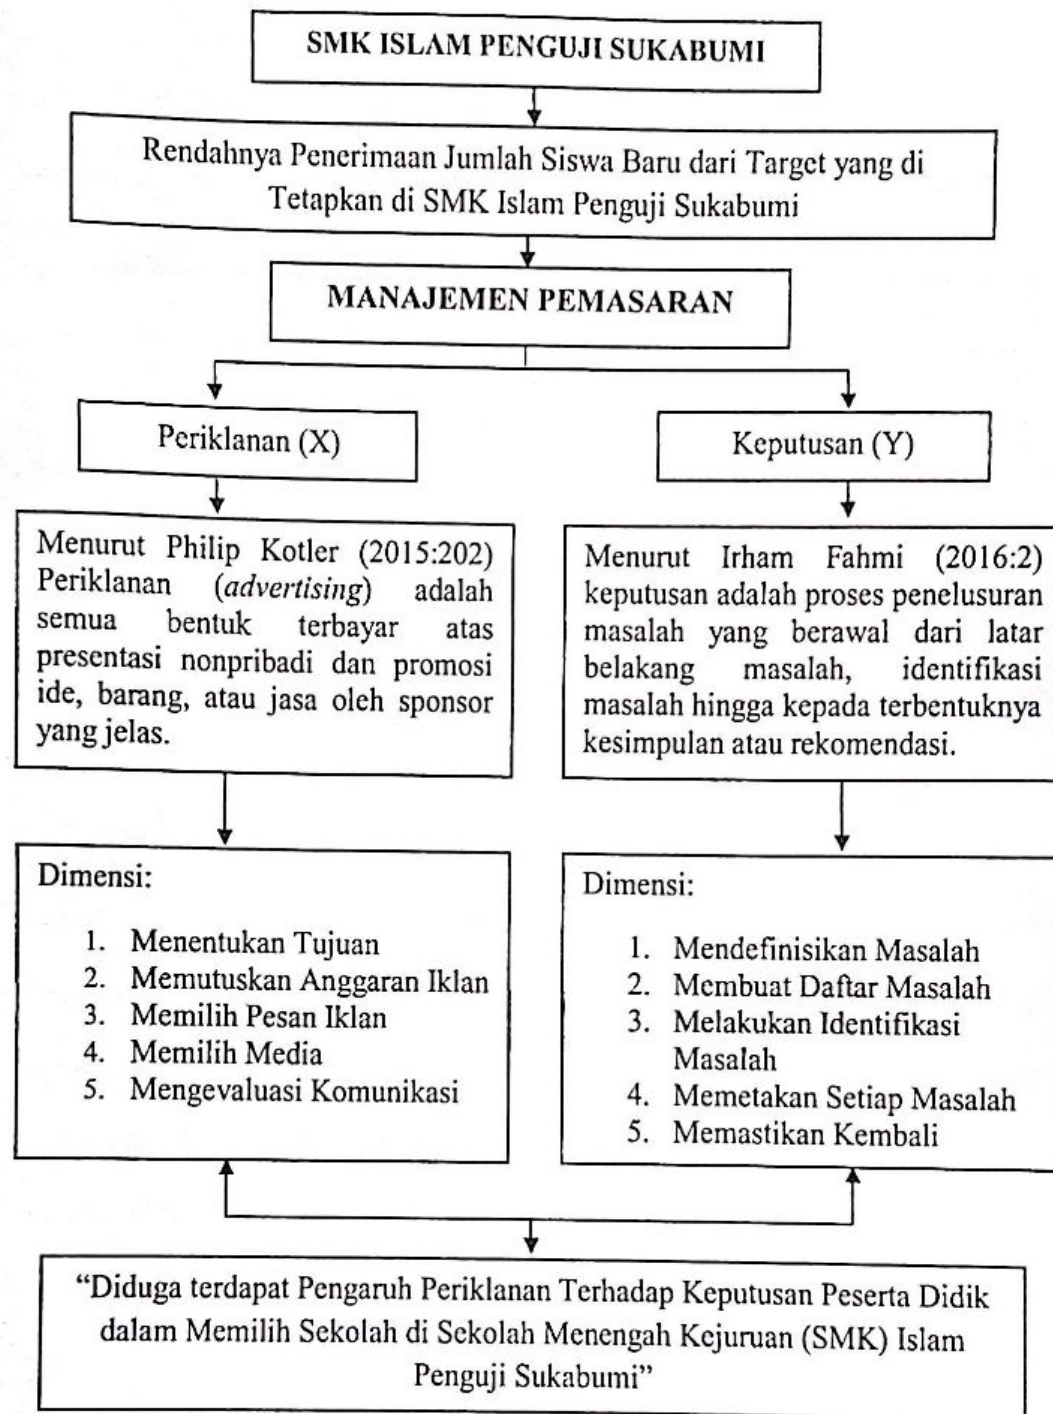 SMK ISLAM PENGUJI SUKABUMI
Rendahnya Penerimaan Jumlah Siswa Baru dari Target yang di
Tetapkan di SMK Islam Penguji Sukabumi
MANAJEMEN PEMASARAN
Periklanan (X)
Keputusan (Y)
Menurut Philip Kotler (2015:202)
Periklanan (advertising) adalah
semua bentuk terbayar atas
presentasi nonpribadi dan promosi
ide, barang, atau jasa oleh sponsor
yang jelas.
Menurut Irham Fahmi (2016:2)
keputusan adalah proses penelusuran
masalah yang berawal dari latar
belakang masalah, identifikasi
masalah hingga kepada terbentuknya
kesimpulan atau rekomendasi.
Dimensi:
1. Menentukan Tujuan
2. Memutuskan Anggaran Iklan
3. Memilih Pesan Iklan
4. Memilih Media
5. Mengevaluasi Komunikasi
Dimensi:
1. Mendefinisikan Masalah
2. Membuat Daftar Masalah
3. Melakukan Identifikasi
Masalah
4. Memetakan Setiap Masalah
5. Memastikan Kembali
“Diduga terdapat Pengaruh Periklanan Terhadap Keputusan Peserta Didik
dalam Memilih Sekolah di Sekolah Menengah Kejuruan (SMK) Islam
Penguji Sukabumi”